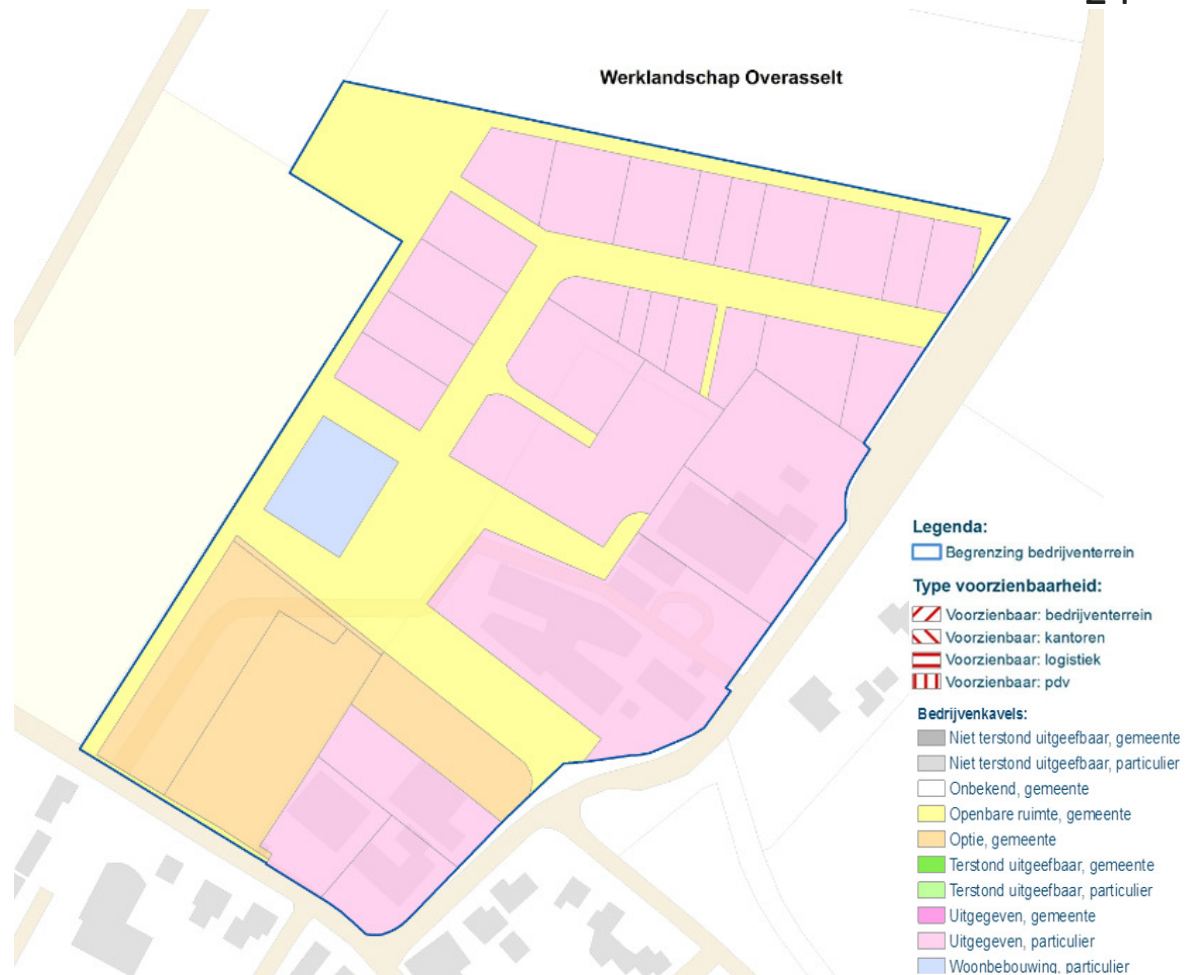 Werklandschap Overasselt
Legenda:
Begrenzing bedrijventerrein
Type voorzienbaarheid:
Voorzienbaar: bedrijventerrein
Voorzienbaar: kantoren
Voorzienbaar: logistiek
Voorzienbaar: pdv
Bedrijvenkavels:
Niet terstond uitgeefbaar, gemeente
Niet terstond uitgeefbaar, particulier
Onbekend, gemeente
Openbare ruimte, gemeente
Optie, gemeente
Terstond uitgeefbaar, gemeente
Terstond uitgeefbaar, particulier
Uitgegeven, gemeente
Uitgegeven, particulier
Woonbebouwing, particulier